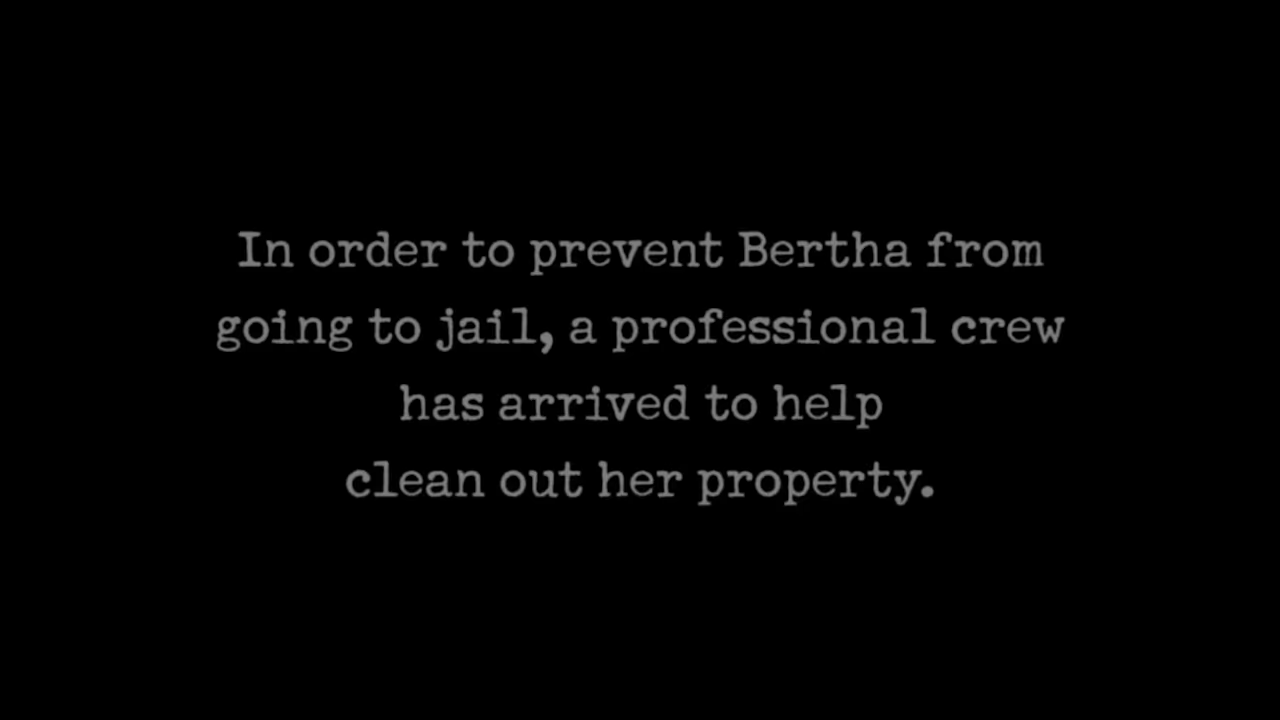 In order to prevent Bertha from
going to jail, a professional crew
has arrived to help
clean out her property.